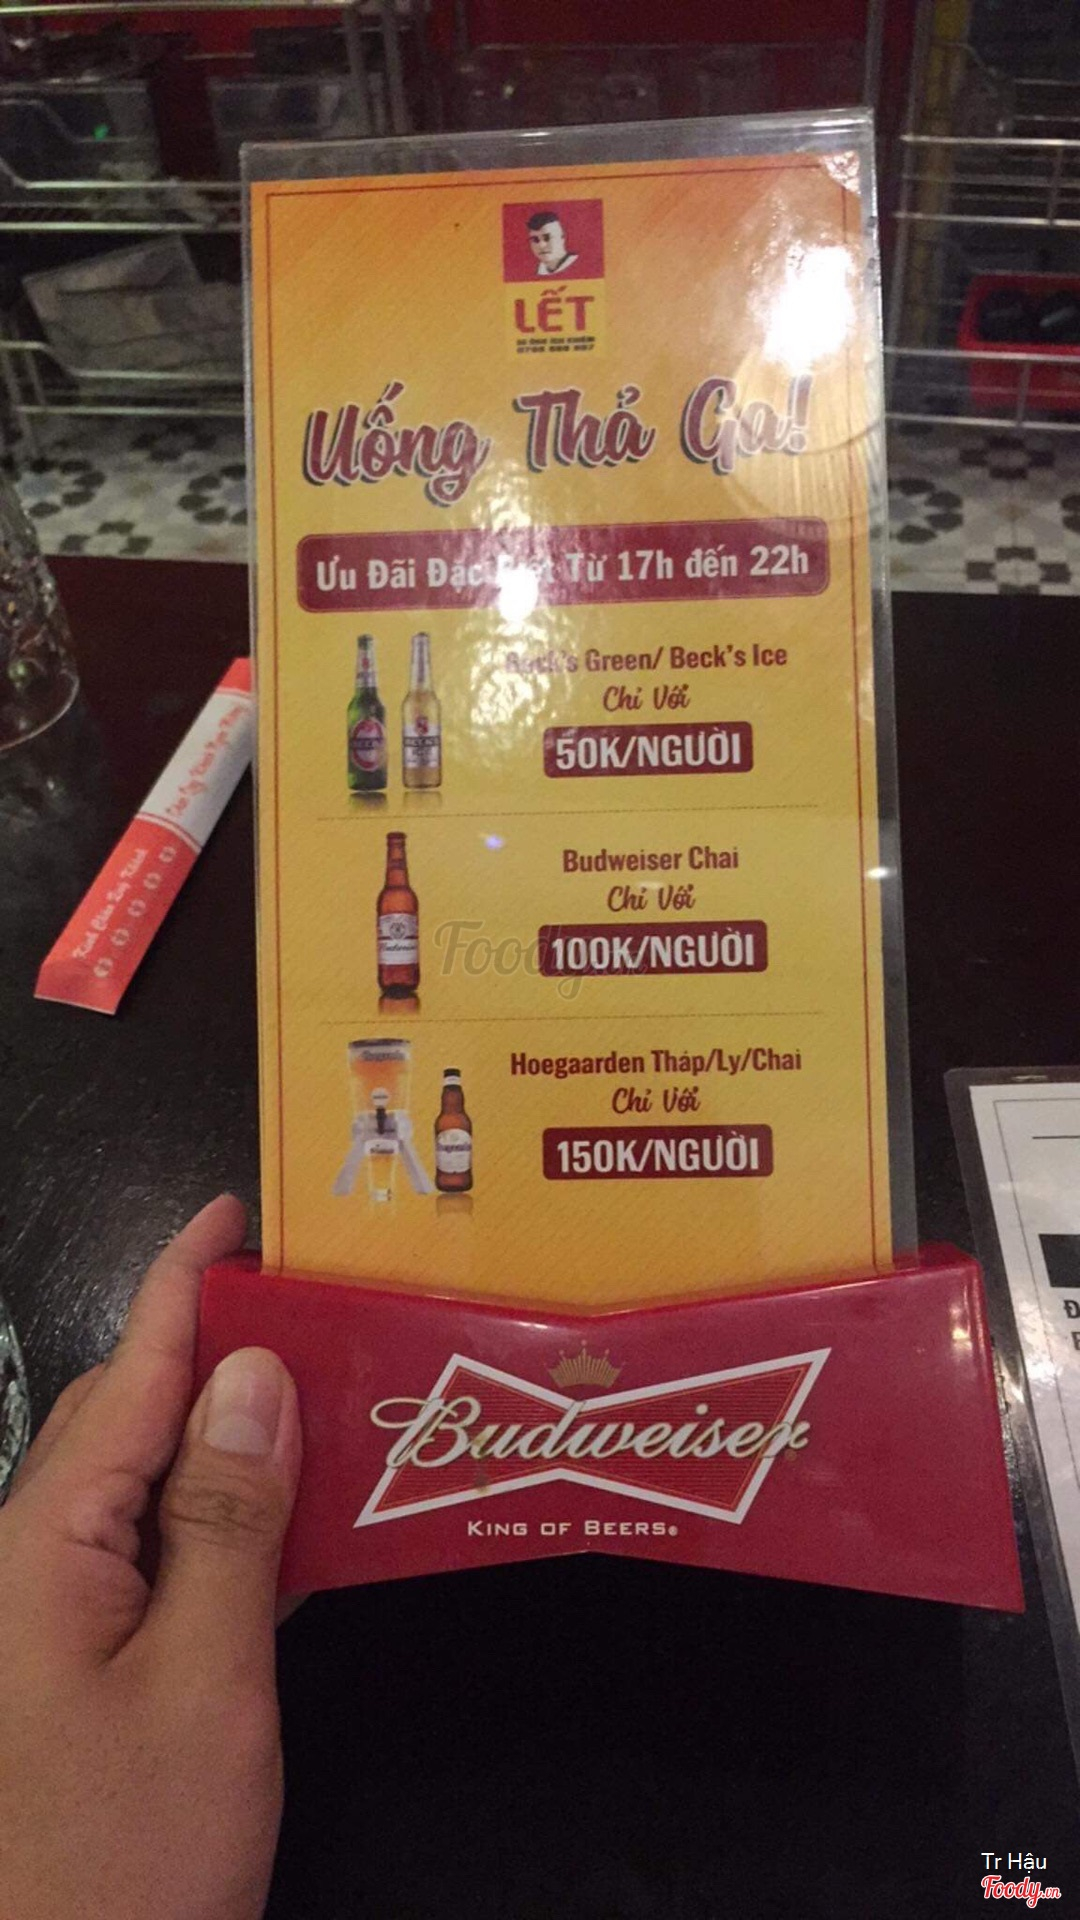 LẾT
Uống Thả Ga!
Ưu Đãi Đặc Từ 17h đến 22h
Beck's Green/ Beck's Ice
Chỉ Với
50K/NGƯỜI
Budweiser Chai
Chỉ Với
100K/NGƯỜI
Hoegaarden Tháp/Ly/Chai
Chỉ Với
150K/NGƯỜI
Budweiser
KING OF BEERS®
Foody.vn
Tr Hậu
Foody.vn